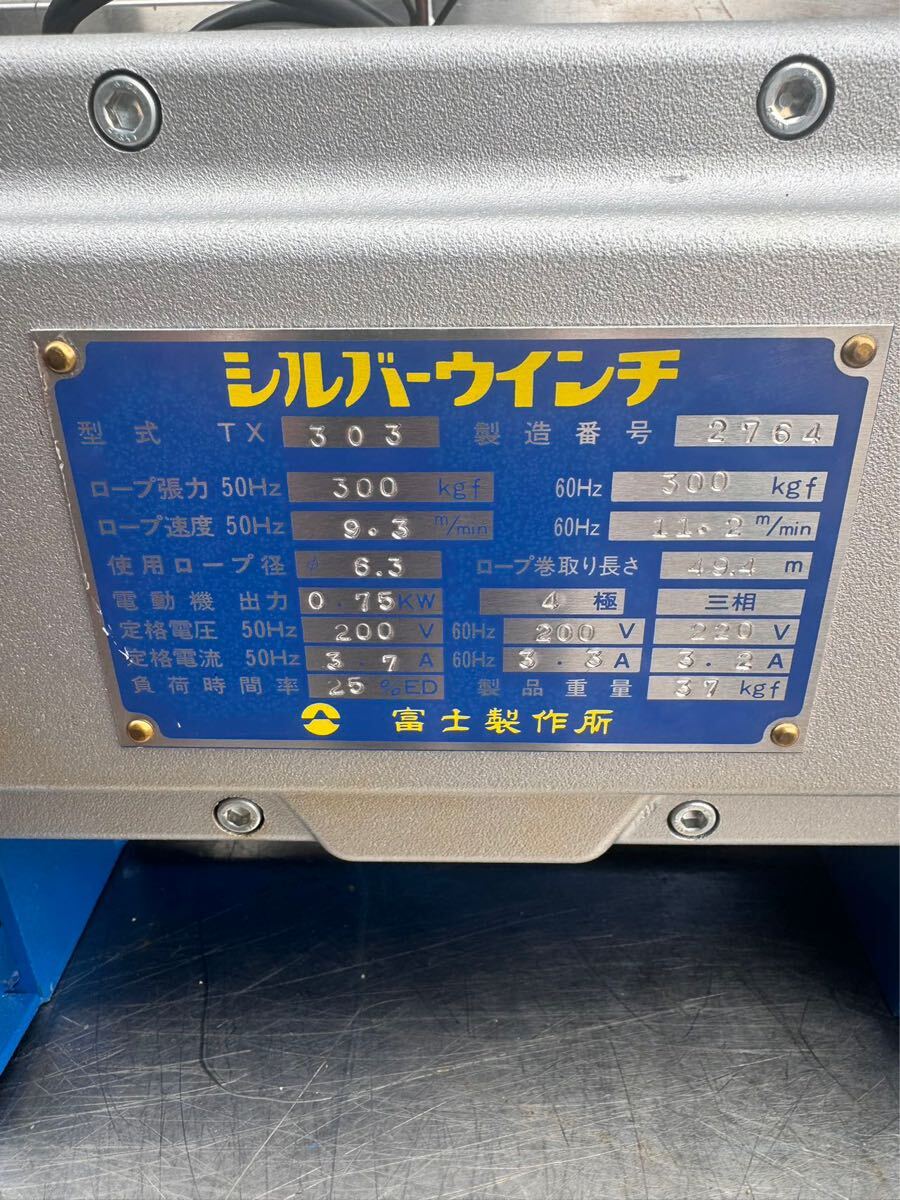 シルバーウインチ
型式 TX 303 製造番号 2764
ロープ張力 50Hz 300 kgf 60Hz 300 kgf
ロープ速度 50Hz 9.3 m/min 60Hz 11.2 m/min
使用ロープ径 φ 6.3 ロープ巻取り長さ 49.4 m
電動機 出力 0 75 KW 4 極 三相
定格電圧 50Hz 200 V 60Hz 200 V 220 V
定格電流 50Hz 3.7 A 60Hz 3.3 A 3.2 A
負荷時間率 25 %ED 製品重量 37 kgf
富士製作所